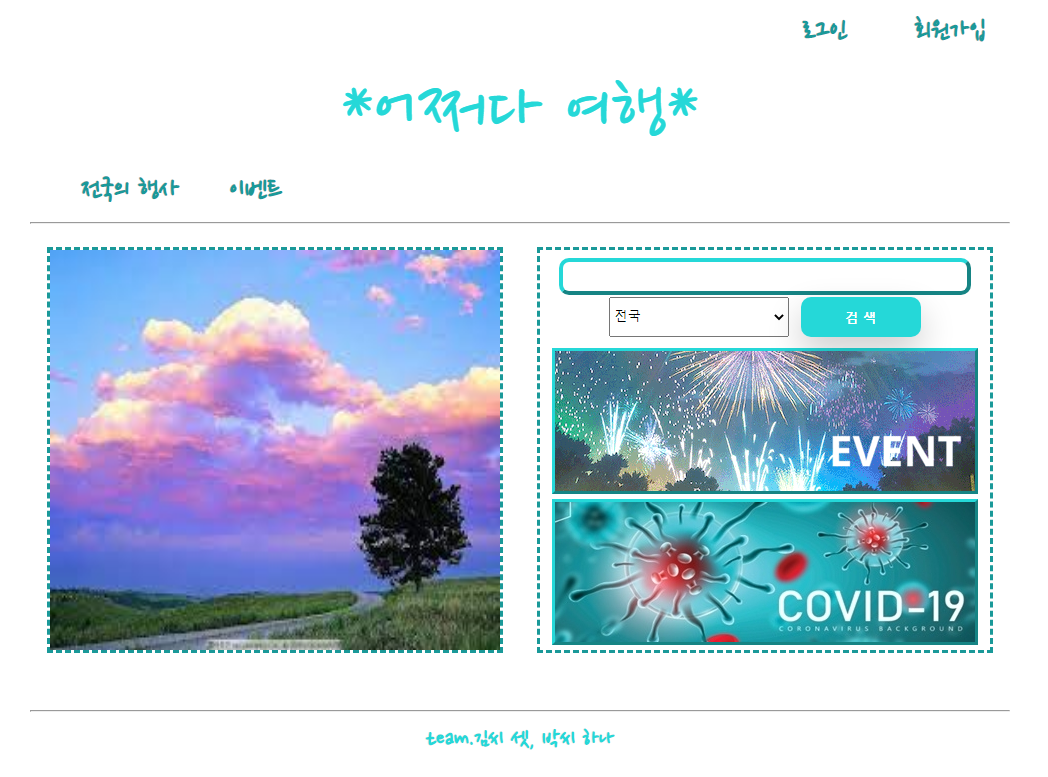 로그인 회원가입
*어쩌다 여행*
전국의 행사 이벤트
전국
검 색
EVENT
COVID-19
CORONAVIRUS BACKGROUND
team.김씨 셋, 박씨 하나